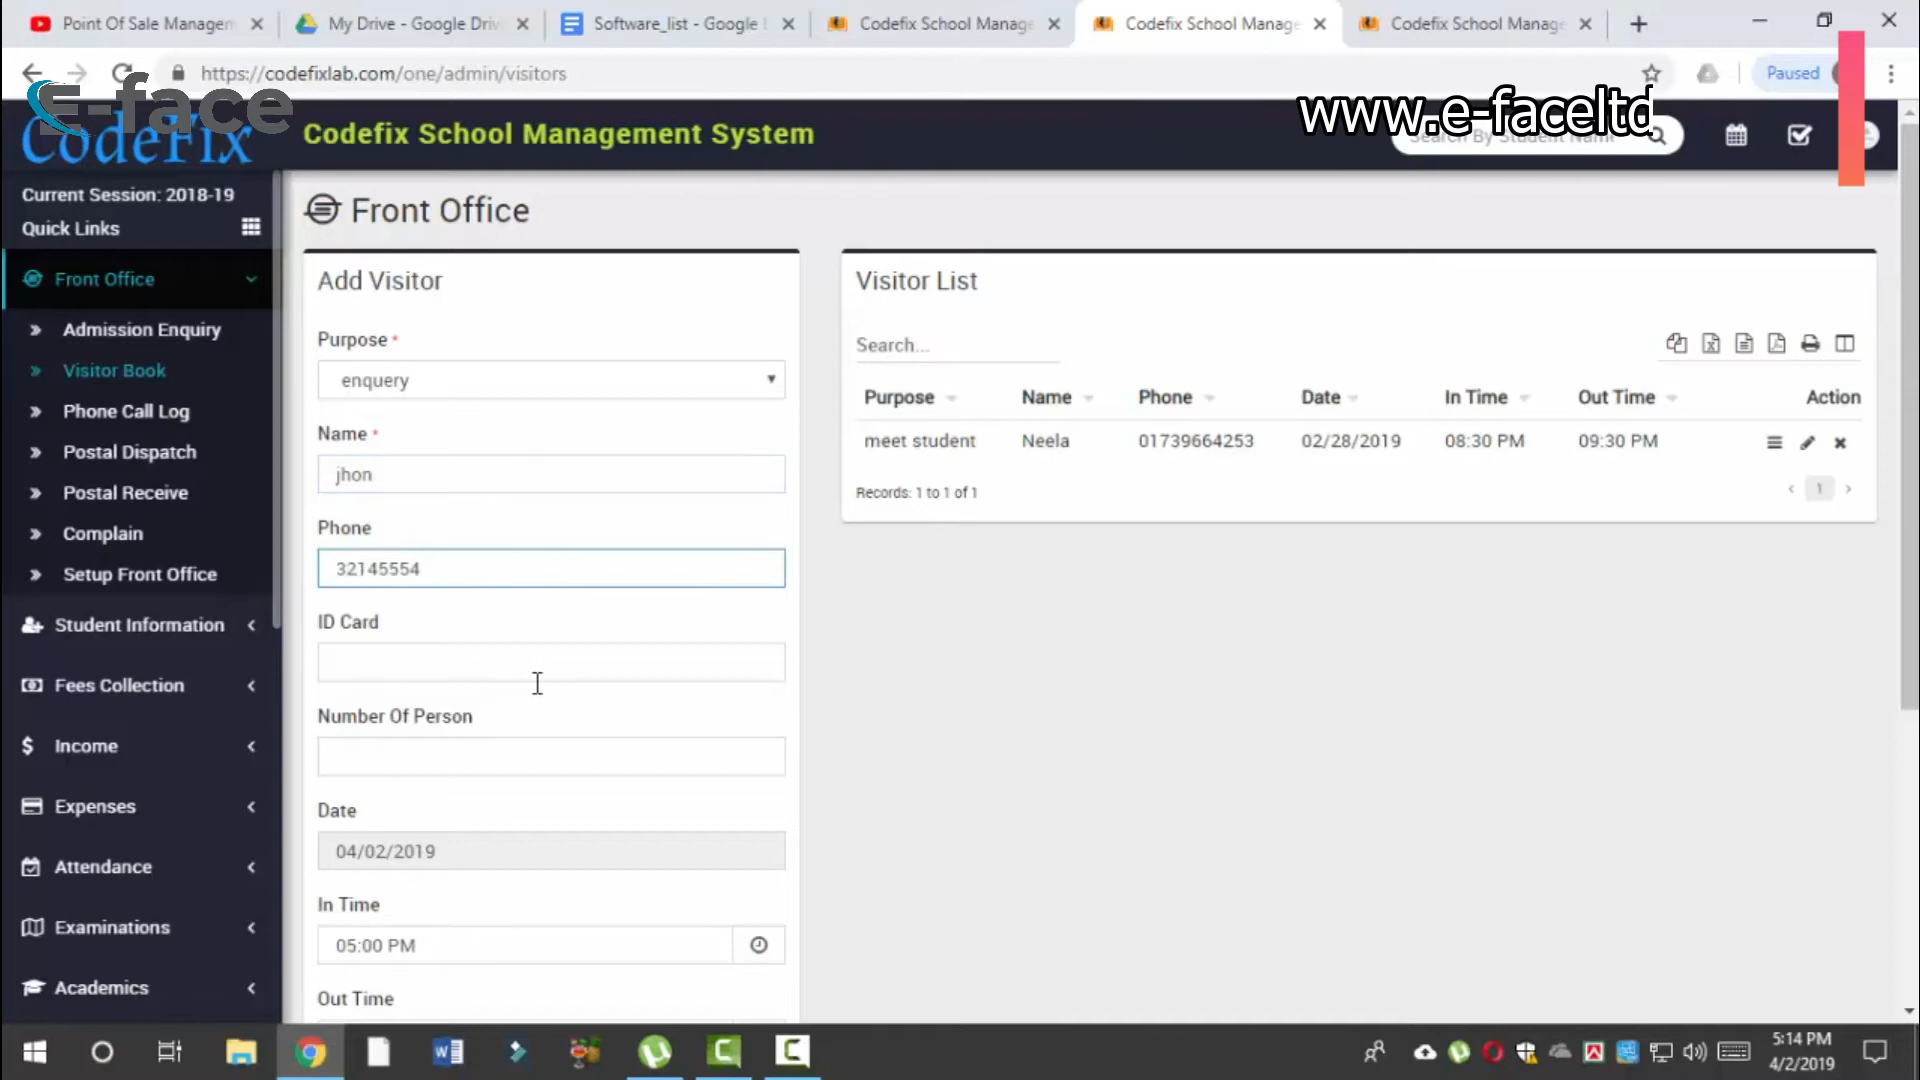 Point Of Sale Managem
My Drive - Google Driv
Software_list - Google
Codefix School Manage
Codefix School Manage
Codefix School Manage
https://codefixlab.com/one/admin/visitors
Paused
E-face
CodeFix
Codefix School Management System
www.e-faceltd
Search By Student Name
Current Session: 2018-19
Quick Links
Front Office
Admission Enquiry
Visitor Book
Phone Call Log
Postal Dispatch
Postal Receive
Complain
Setup Front Office
Student Information
Fees Collection
$ Income
Expenses
Attendance
Examinations
Academics
Front Office
Add Visitor
Purpose *
enquery
Name *
jhon
Phone
32145554
ID Card
Number Of Person
Date
04/02/2019
In Time
05:00 PM
Out Time
Visitor List
Search...
Purpose Name Phone Date In Time Out Time Action
meet student Neela 01739664253 02/28/2019 08:30 PM 09:30 PM
Records: 1 to 1 of 1
1
5:14 PM
4/2/2019